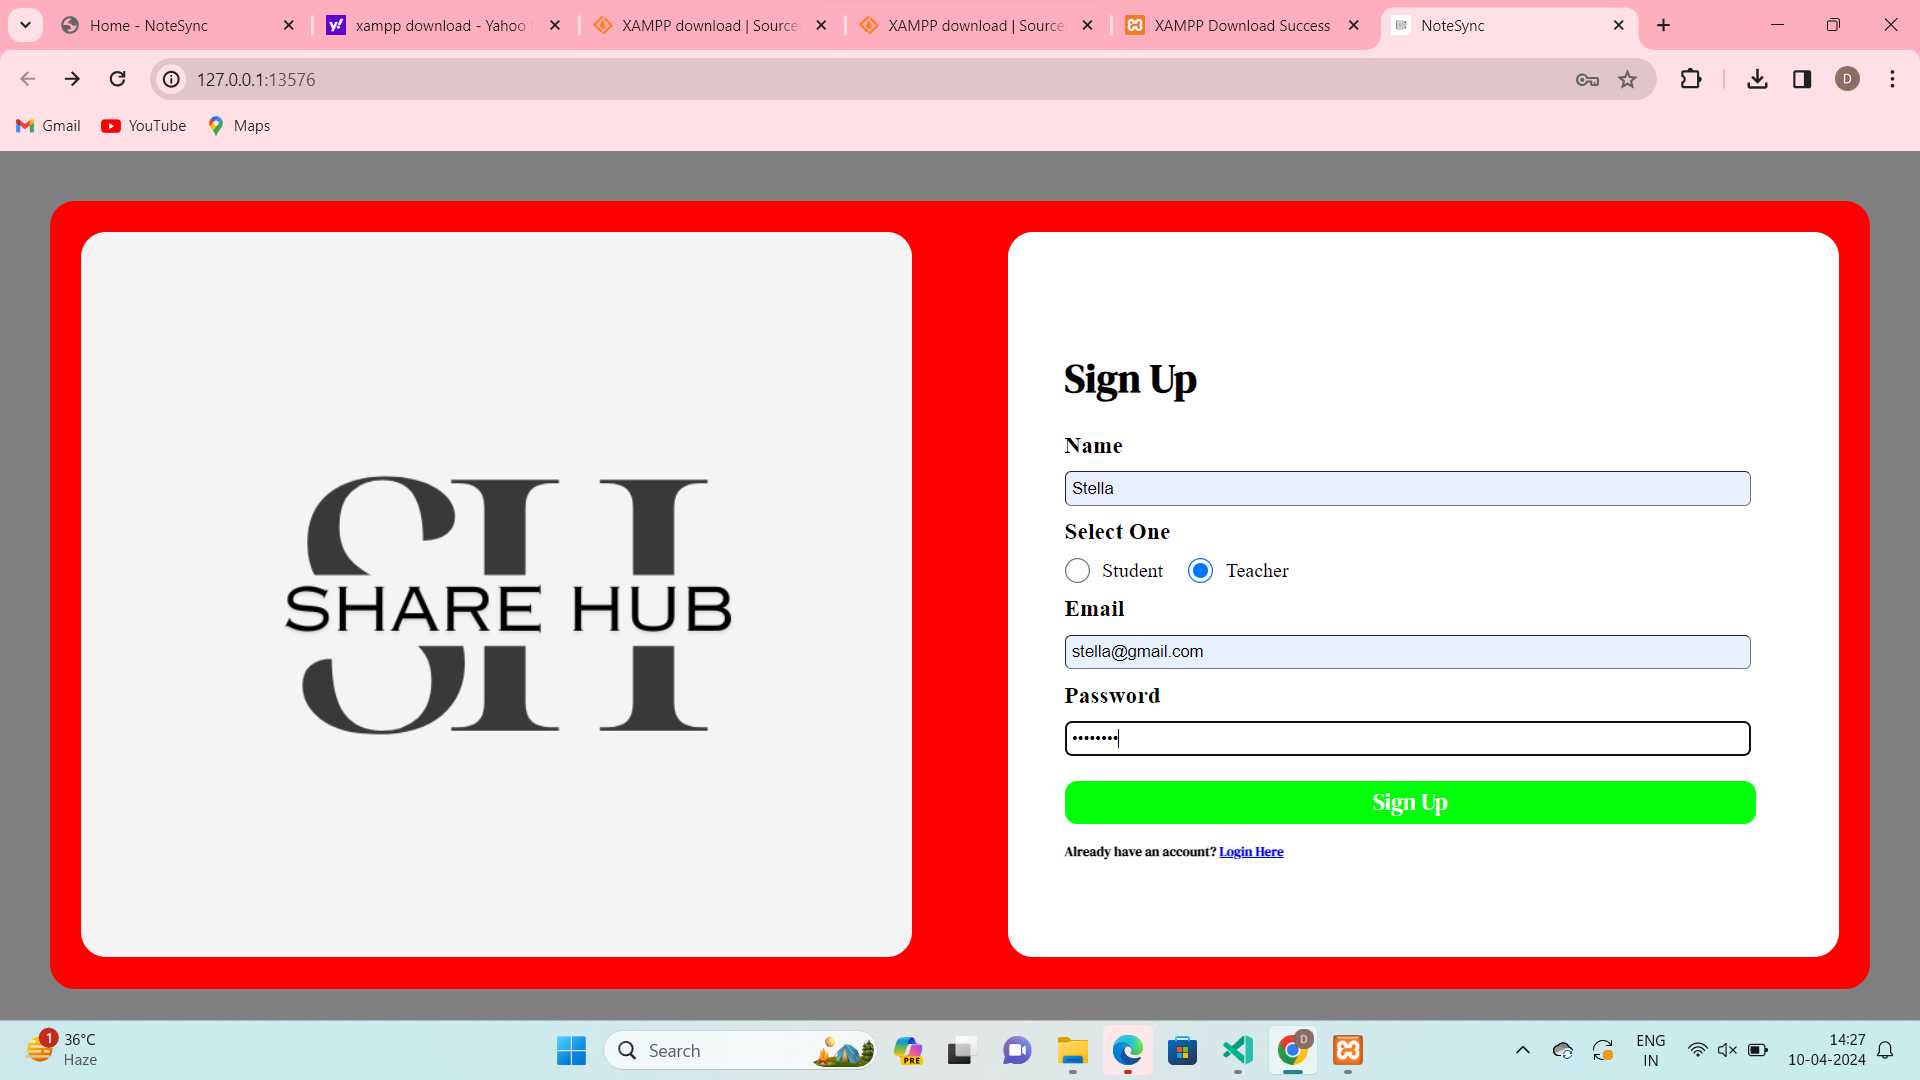 Home - NoteSync
xampp download - Yahoo
XAMPP download | Source
XAMPP download | Source
XAMPP Download Success
NoteSync
127.0.0.1:13576
D
Gmail
YouTube
Maps
SH
SHARE HUB
Sign Up
Name
Stella
Select One
Student
Teacher
Email
stella@gmail.com
Password
••••••••
Sign Up
Already have an account? Login Here
1
36°C
Haze
Search
PRE
D
ENG
IN
14:27
10-04-2024